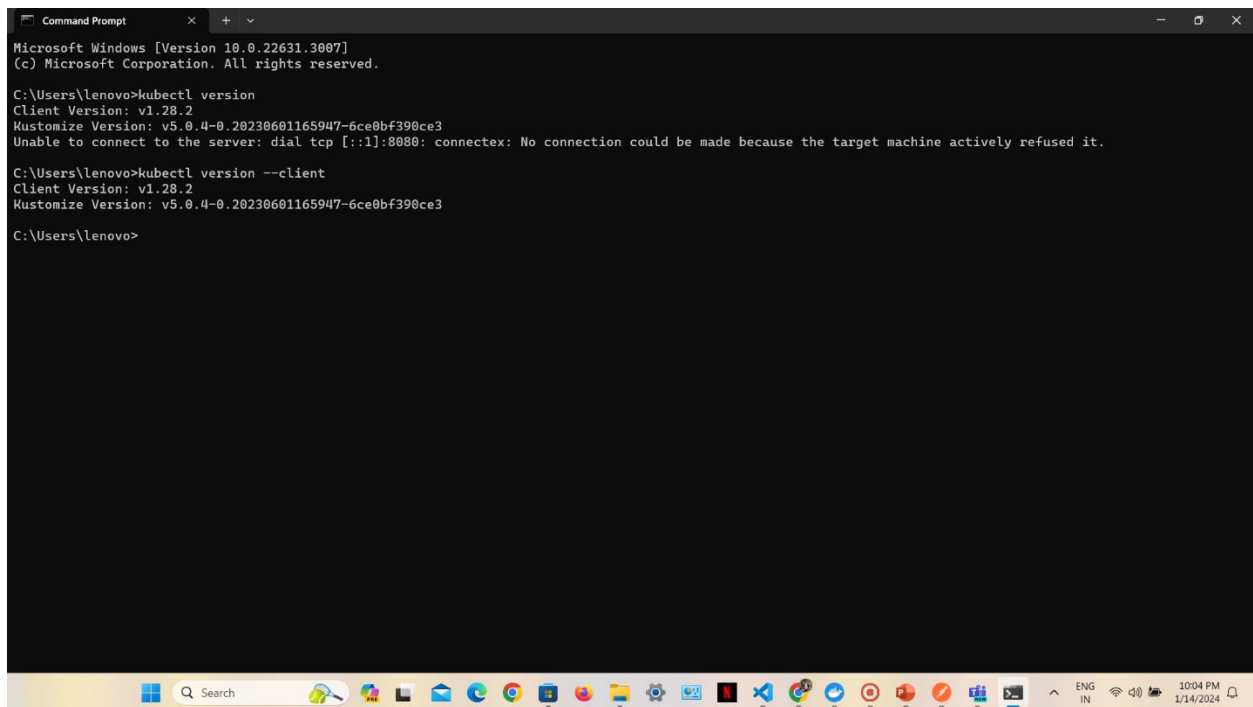 Command Prompt
Microsoft Windows [Version 10.0.22631.3007]
(c) Microsoft Corporation. All rights reserved.
C:\Users\lenovo>kubectl version
Client Version: v1.28.2
Kustomize Version: v5.0.4-0.20230601165947-6ce0bf390ce3
Unable to connect to the server: dial tcp [::1]:8080: connectex: No connection could be made because the target machine actively refused it.
C:\Users\lenovo>kubectl version --client
Client Version: v1.28.2
Kustomize Version: v5.0.4-0.20230601165947-6ce0bf390ce3
C:\Users\lenovo>
Search
PRE
N
NEW
ENG
IN
10:04 PM
1/14/2024